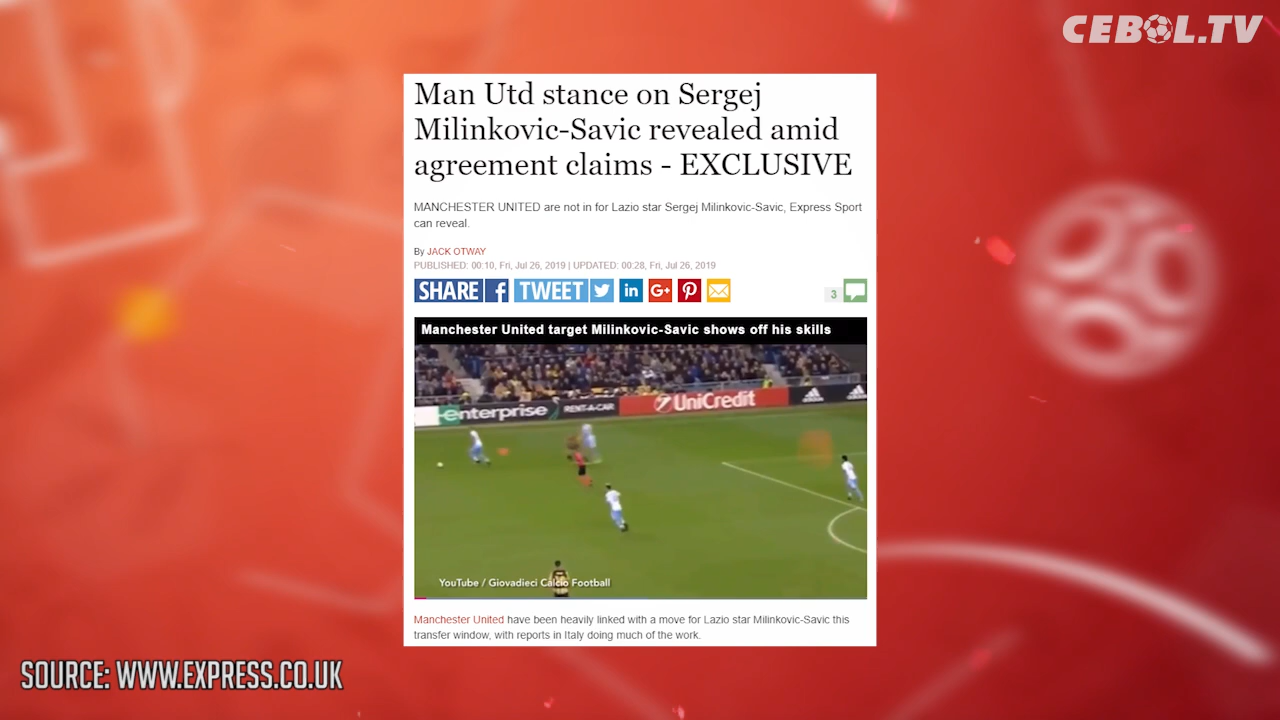 CEBOL.TV
Man Utd stance on Sergej
Milinkovic-Savic revealed amid
agreement claims - EXCLUSIVE
MANCHESTER UNITED are not in for Lazio star Sergej Milinkovic-Savic, Express Sport
can reveal.
By JACK OTWAY
PUBLISHED: 00:10, Fri, Jul 26, 2019 | UPDATED: 00:28, Fri, Jul 26, 2019
SHARE f TWEET in G+ 3
Manchester United target Milinkovic-Savic shows off his skills
enterprise RENT-A-CAR UniCredit adidas
YouTube / Giovadieci Calcio Football
Manchester United have been heavily linked with a move for Lazio star Milinkovic-Savic this
transfer window, with reports in Italy doing much of the work.
SOURCE: WWW.EXPRESS.CO.UK